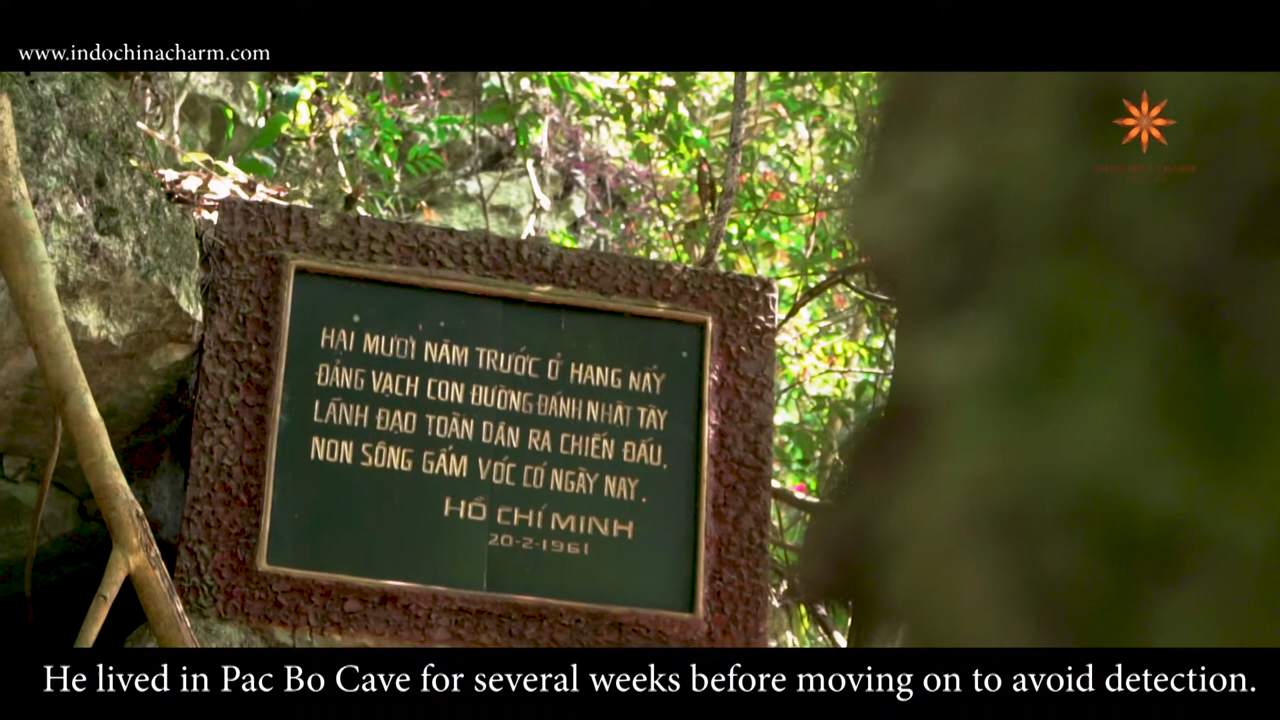 www.indochinacharm.com
HAI MƯƠI NĂM TRƯỚC Ở HANG NẦY
ĐẢNG VẠCH CON ĐƯỜNG ĐÁNH NHẬT TÂY
LÃNH ĐẠO TOÀN DÂN RA CHIẾN ĐẤU.
NON SÔNG GẤM VÓC CÓ NGÀY NAY.
HỒ CHÍ MINH
20-2-1961
He lived in Pac Bo Cave for several weeks before moving on to avoid detection.